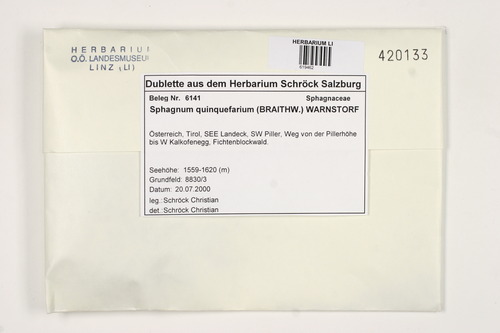 HERBARIUM
O.Ö. LANDESMUSEUM
LINZ (LI)
HERBARIUM LI
619462
420133
Dublette aus dem Herbarium Schröck Salzburg
Beleg Nr. 6141 Sphagnaceae
Sphagnum quinquefarium (BRAITHW.) WARNSTORF
Österreich, Tirol, SEE Landeck, SW Piller, Weg von der Pillerhöhe
bis W Kalkofenegg, Fichtenblockwald.
Seehöhe: 1559-1620 (m)
Grundfeld: 8830/3
Datum: 20.07.2000
leg.: Schröck Christian
det.: Schröck Christian